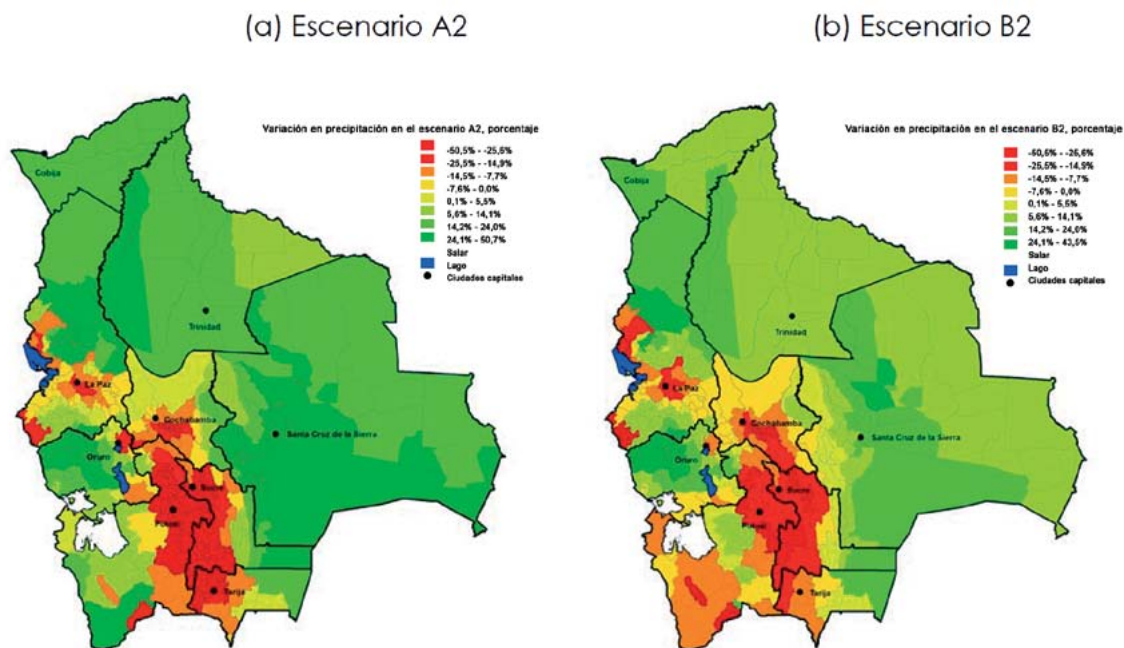 (a) Escenario A2
(b) Escenario B2
Variación en precipitación en el escenario A2, porcentaje
-50,5% - -25,6%
-25,5% - -14,9%
-14,5% - -7,7%
-7,6% - 0,0%
0,1% - 5,5%
5,6% - 14,1%
14,2% - 24,0%
24,1% - 50,7%
Salar
Lago
Ciudades capitales
Cobija
Trinidad
La Paz
Cochabamba
Santa Cruz de la Sierra
Oruro
Sucre
Potosí
Tarija
Variación en precipitación en el escenario B2, porcentaje
-50,5% - -25,6%
-25,5% - -14,9%
-14,5% - -7,7%
-7,6% - 0,0%
0,1% - 5,5%
5,6% - 14,1%
14,2% - 24,0%
24,1% - 43,5%
Salar
Lago
Ciudades capitales
Cobija
Trinidad
La Paz
Cochabamba
Santa Cruz de la Sierra
Oruro
Sucre
Potosí
Tarija